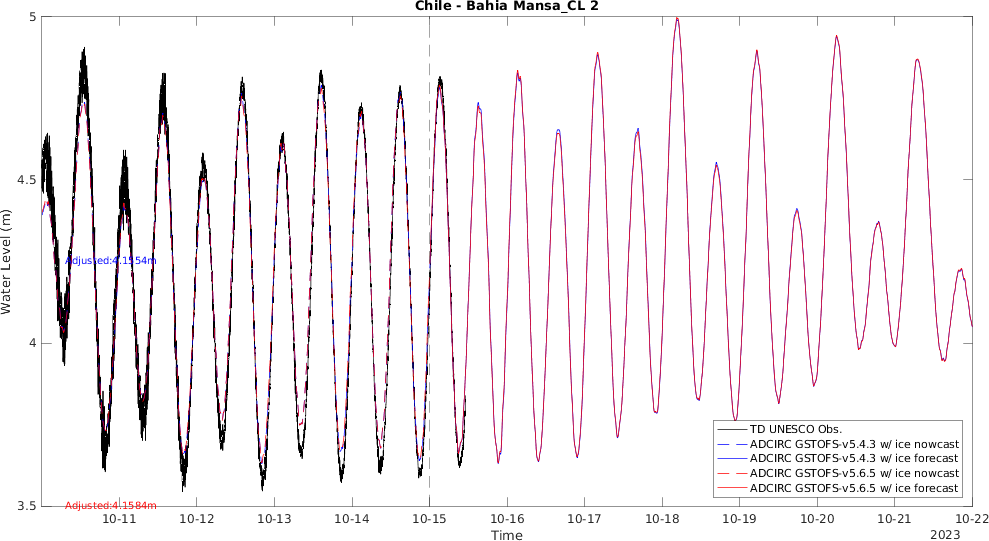 Chile - Bahia Mansa_CL 2
5
4.5
4
3.5
Water Level (m)
Adjusted:4.1554m
Adjusted:4.1584m
TD UNESCO Obs.
ADCIRC GSTOFS-v5.4.3 w/ ice nowcast
ADCIRC GSTOFS-v5.4.3 w/ ice forecast
ADCIRC GSTOFS-v5.6.5 w/ ice nowcast
ADCIRC GSTOFS-v5.6.5 w/ ice forecast
10-11 10-12 10-13 10-14 10-15 10-16 10-17 10-18 10-19 10-20 10-21 10-22
Time
2023